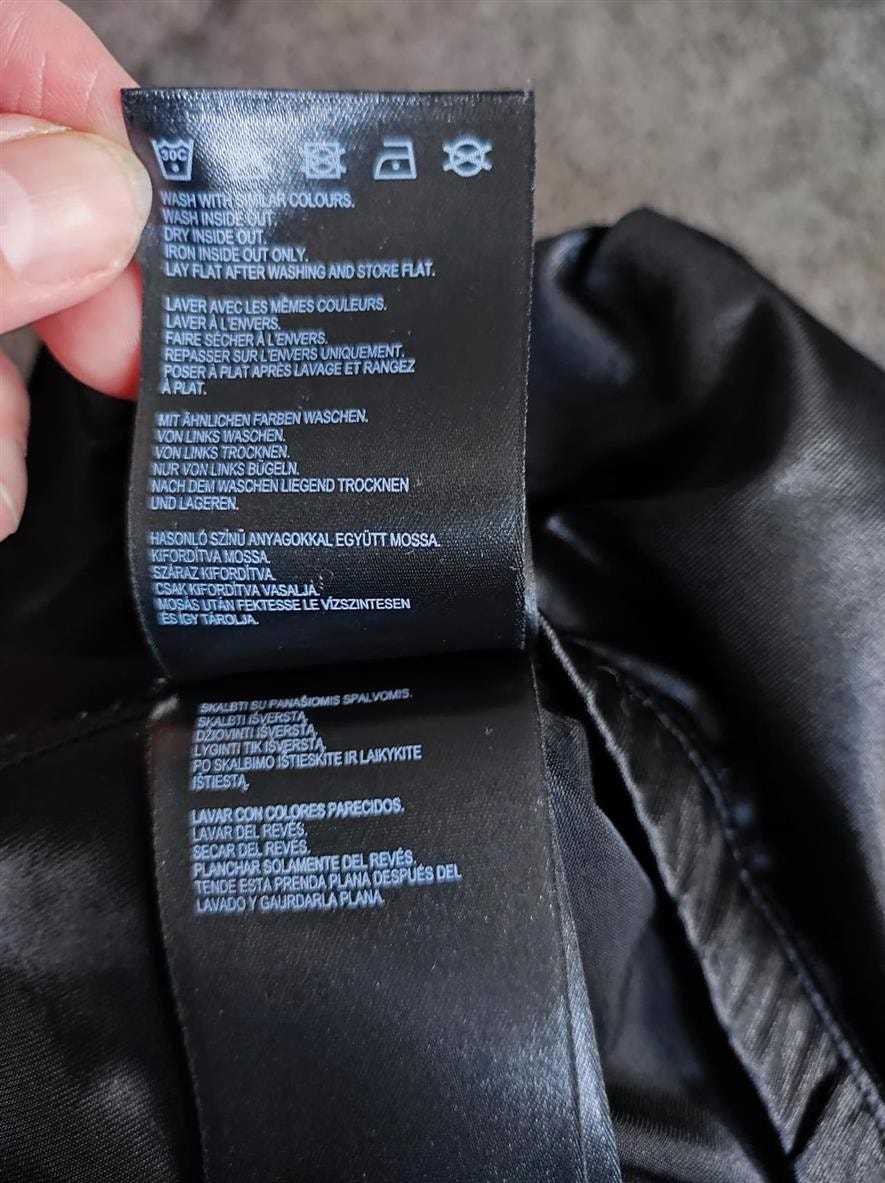 30C
WASH WITH SIMILAR COLOURS.
WASH INSIDE OUT.
DRY INSIDE OUT.
IRON INSIDE OUT ONLY.
LAY FLAT AFTER WASHING AND STORE FLAT.
LAVER AVEC LES MÊMES COULEURS.
LAVER À L'ENVERS.
FAIRE SÉCHER À L'ENVERS.
REPASSER SUR L'ENVERS UNIQUEMENT.
POSER À PLAT APRÈS LAVAGE ET RANGEZ
À PLAT.
MIT ÄHNLICHEN FARBEN WASCHEN.
VON LINKS WASCHEN.
VON LINKS TROCKNEN.
NUR VON LINKS BÜGELN.
NACH DEM WASCHEN LIEGEND TROCKNEN
UND LAGERN.
HASONLÓ SZÍNŰ ANYAGOKKAL EGYÜTT MOSSA.
KIFORDÍTVA MOSSA.
SZÁRAZ KIFORDÍTVA.
CSAK KIFORDÍTVA VASALJA.
MOSÁS UTÁN FEKTESSE LE VÍZSZINTESEN
ÉS ÍGY TÁROLJA.
SKALBTI SU PANAŠIOMIS SPALVOMIS.
SKALBTI IŠVERSTĄ.
DŽIOVINTI IŠVERSTĄ.
LYGINTI TIK IŠVERSTĄ.
PO SKALBIMO IŠTIESKITE IR LAIKYKITE
IŠTIESTĄ.
LAVAR CON COLORES PARECIDOS.
LAVAR DEL REVÉS.
SECAR DEL REVÉS.
PLANCHAR SOLAMENTE DEL REVÉS.
TENDE ESTA PRENDA PLANA DESPUÉS DEL
LAVADO Y GAURDARLA PLANA.